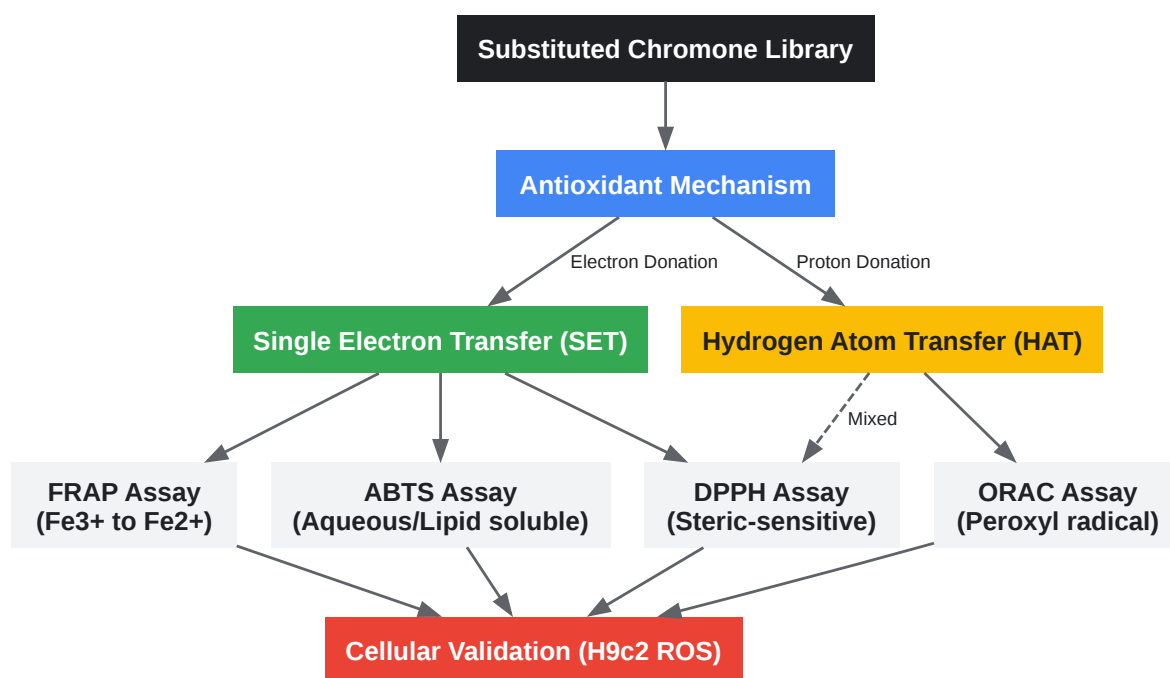 Substituted Chromone Library
Antioxidant Mechanism
Electron Donation
Proton Donation
Single Electron Transfer (SET)
Hydrogen Atom Transfer (HAT)
Mixed
FRAP Assay
(Fe3+ to Fe2+)
ABTS Assay
(Aqueous/Lipid soluble)
DPPH Assay
(Steric-sensitive)
ORAC Assay
(Peroxyl radical)
Cellular Validation (H9c2 ROS)